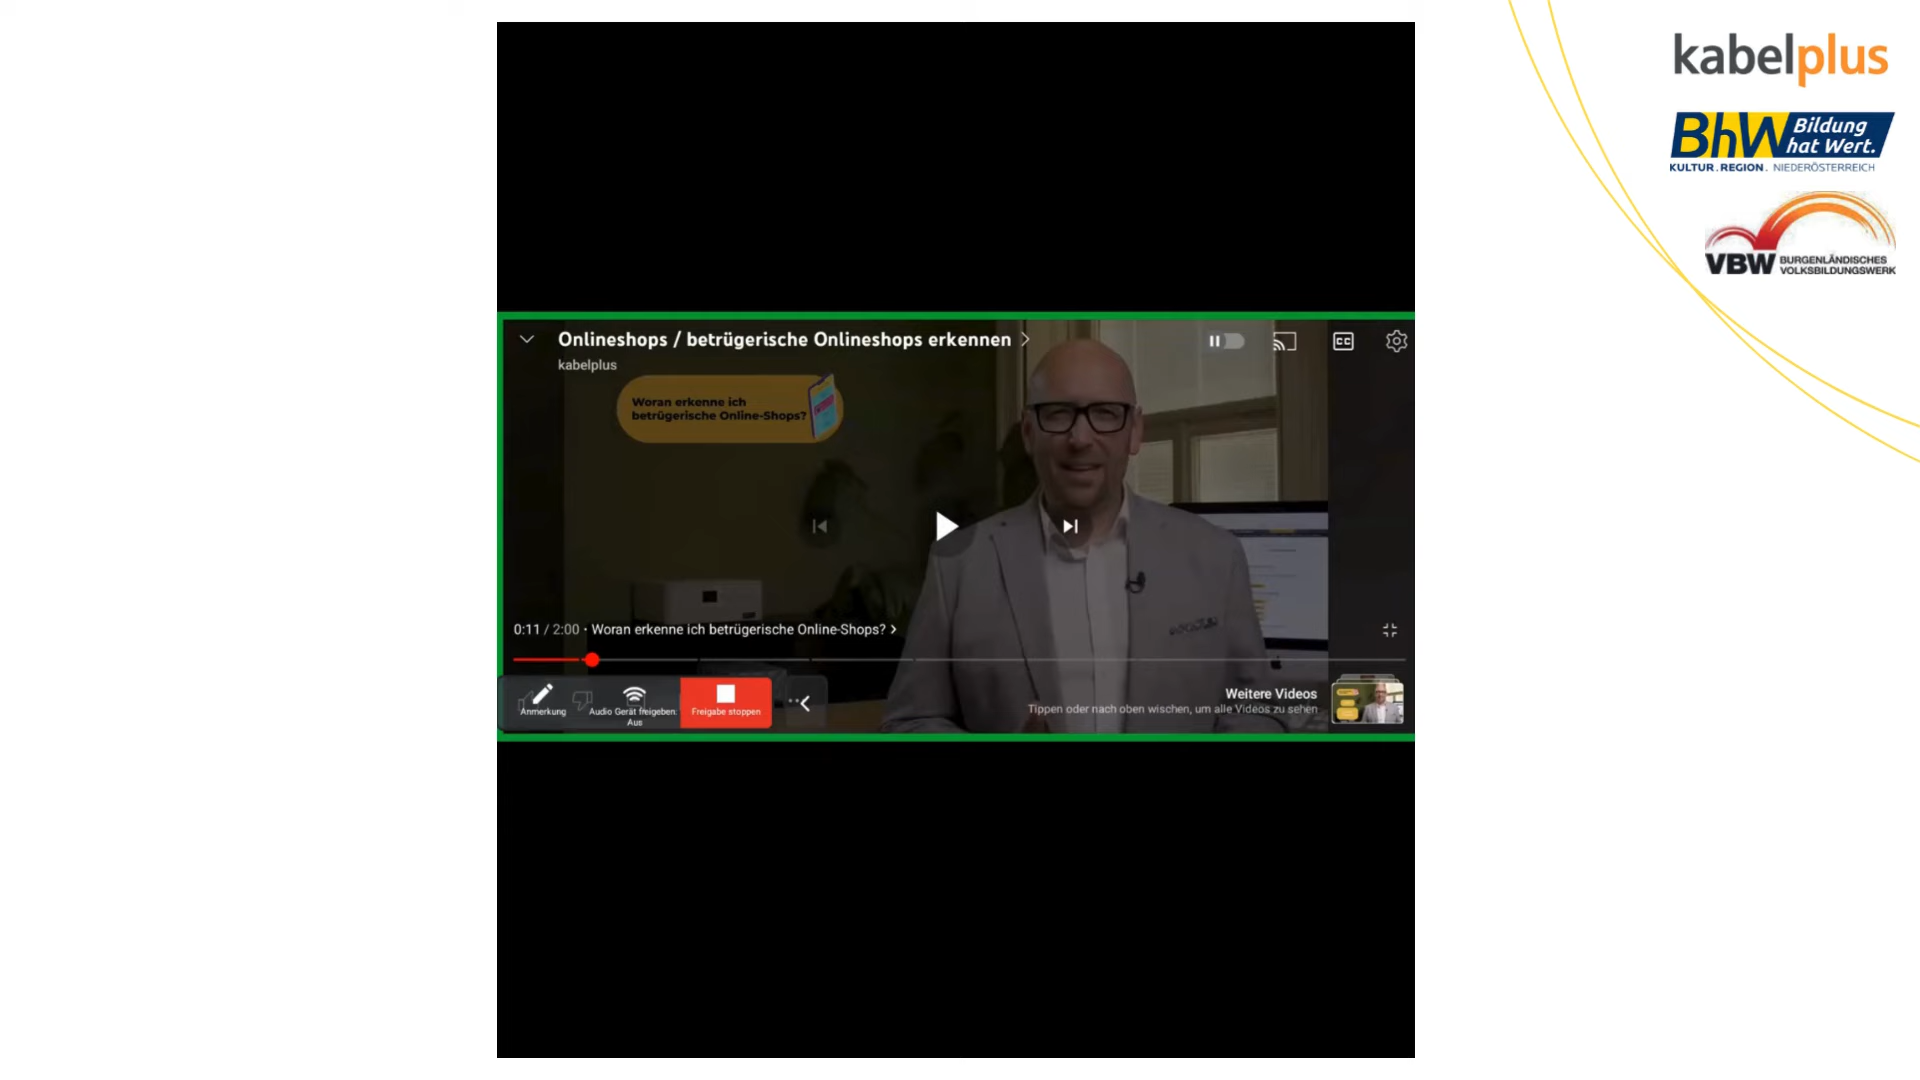 kabelplus
BhW Bildung
hat Wert.
KULTUR.REGION. NIEDERÖSTERREICH
VBW BURGENLÄNDISCHES
VOLKSBILDUNGSWERK
Onlineshops / betrügerische Onlineshops erkennen
kabelplus
CC
Woran erkenne ich
betrügerische Online-Shops?
0:11 / 2:00 · Woran erkenne ich betrügerische Online-Shops?
Anmerkung
Audio Gerät freigeben:
Aus
Freigabe stoppen
Weitere Videos
Tippen oder nach oben wischen, um alle Videos zu sehen